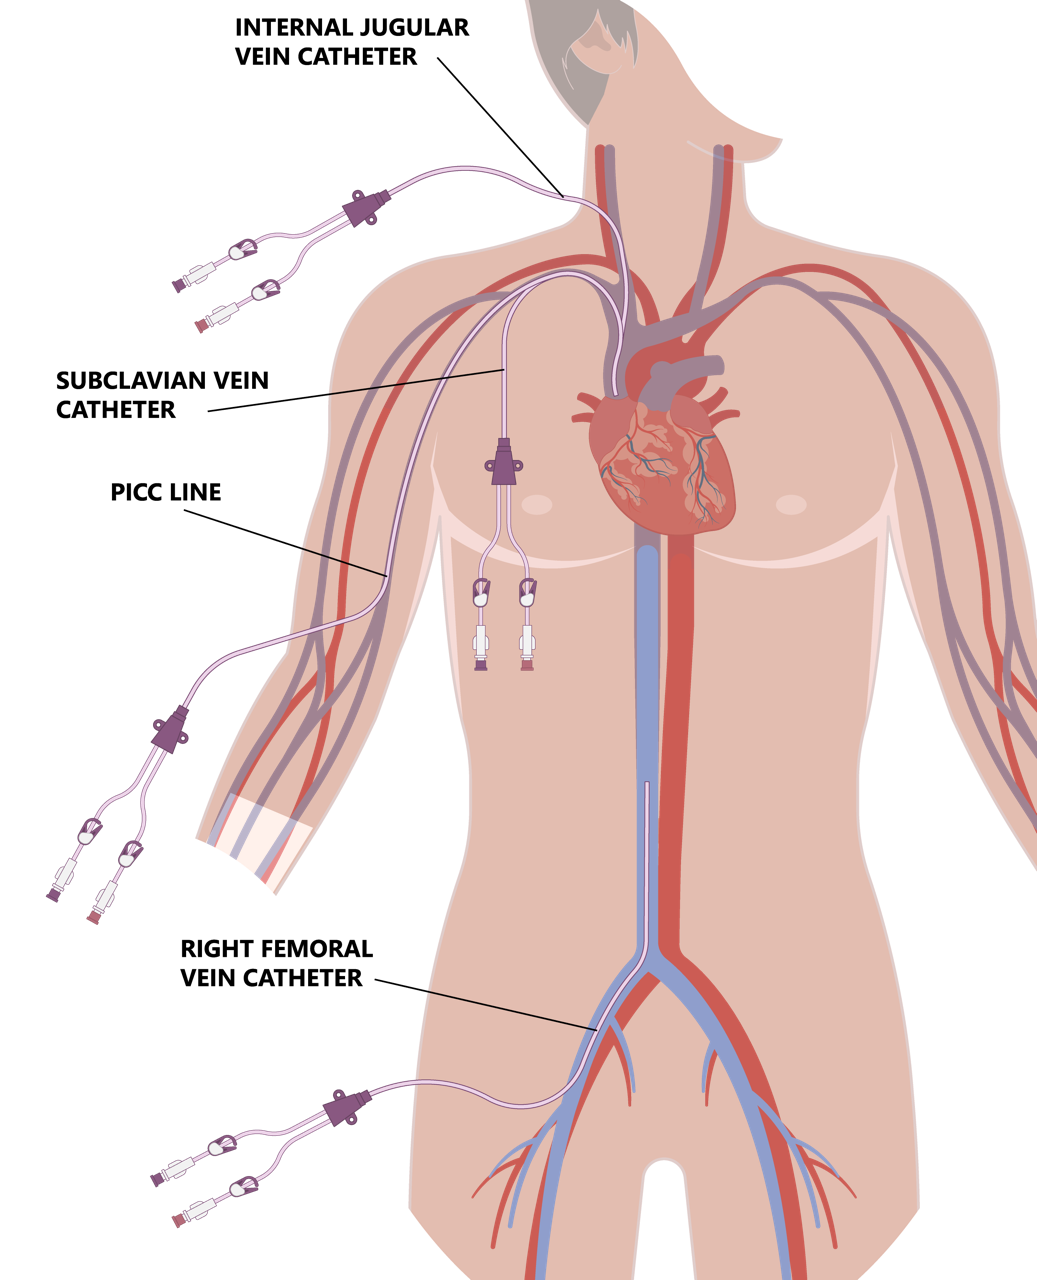 INTERNAL JUGULAR
VEIN CATHETER
SUBCLAVIAN VEIN
CATHETER
PICC LINE
RIGHT FEMORAL
VEIN CATHETER